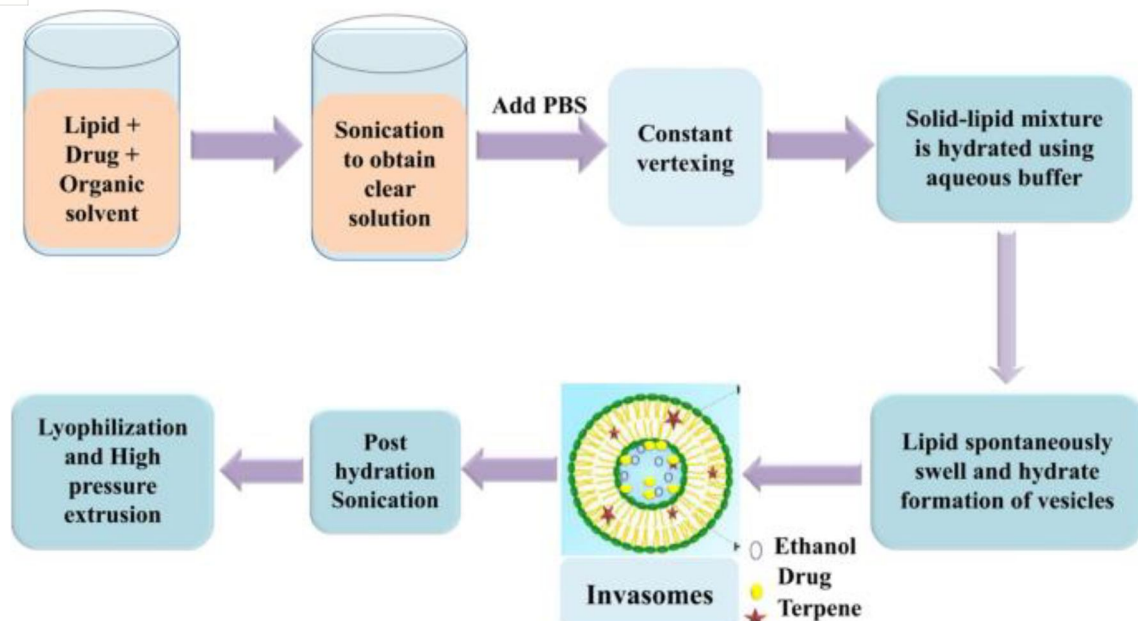 Lipid +
Drug +
Organic
solvent
Sonication
to obtain
clear
solution
Add PBS
Constant
vertexing
Solid-lipid mixture
is hydrated using
aqueous buffer
Lipid spontaneously
swell and hydrate
formation of vesicles
Invasomes
Ethanol
Drug
Terpene
Post
hydration
Sonication
Lyophilization
and High
pressure
extrusion